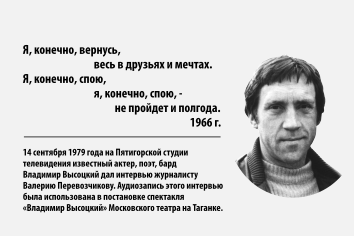 Я, конечно, вернусь,
весь в друзьях и мечтах.
Я, конечно, спою,
я, конечно, спою, -
не пройдет и полгода.
1966 г.
14 сентября 1979 года на Пятигорской студии
телевидения известный актер, поэт, бард
Владимир Высоцкий дал интервью журналисту
Валерию Перевозчикову. Аудиозапись этого интервью
была использована в постановке спектакля
«Владимир Высоцкий» Московского театра на Таганке.